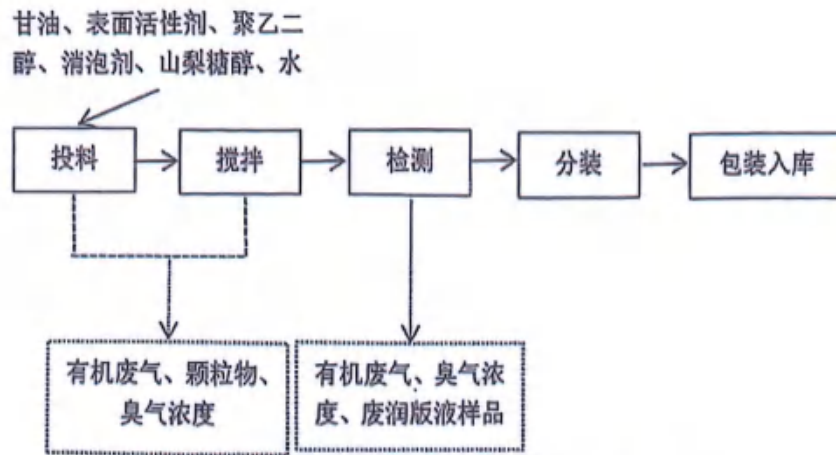 甘油、表面活性剂、聚乙二
醇、消泡剂、山梨糖醇、水
投料
搅拌
检测
分装
包装入库
有机废气、颗粒物、
臭气浓度
有机废气、臭气浓
度、废润版液样品